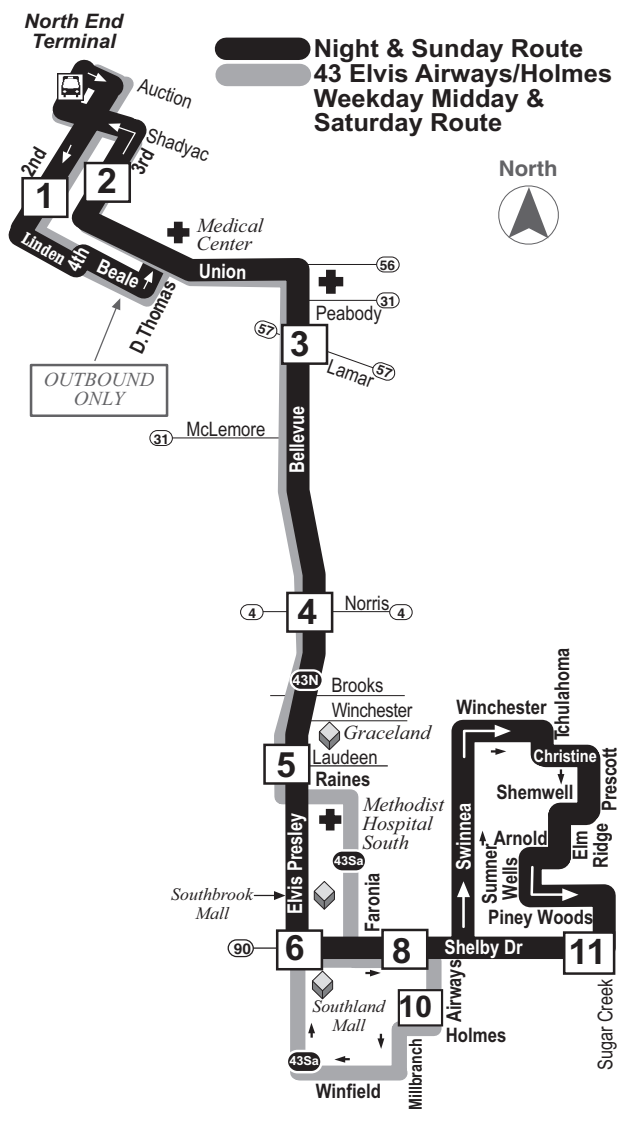 North End
Terminal
Night & Sunday Route
43 Elvis Airways/Holmes
Weekday Midday &
Saturday Route
Auction
Shadyac
2nd
3rd
1
2
North
Linden
4th
Beale
D.Thomas
Medical
Center
Union
56
31
Peabody
57
3
Lamar
57
OUTBOUND
ONLY
31
McLemore
Bellevue
4
4
Norris
4
43N
Brooks
Winchester
Graceland
5
Laudeen
Raines
Methodist
Hospital
South
43Sa
Elvis Presley
Southbrook
Mall
Faronia
Winchester
Tchulahoma
Christine
Prescott
Shemwell
Swinnea
Sumner
Wells
Arnold
Elm
Ridge
Piney Woods
90
6
8
Shelby Dr
11
Southland
Mall
10
Airways
Holmes
Sugar Creek
43Sa
Winfield
Millbranch